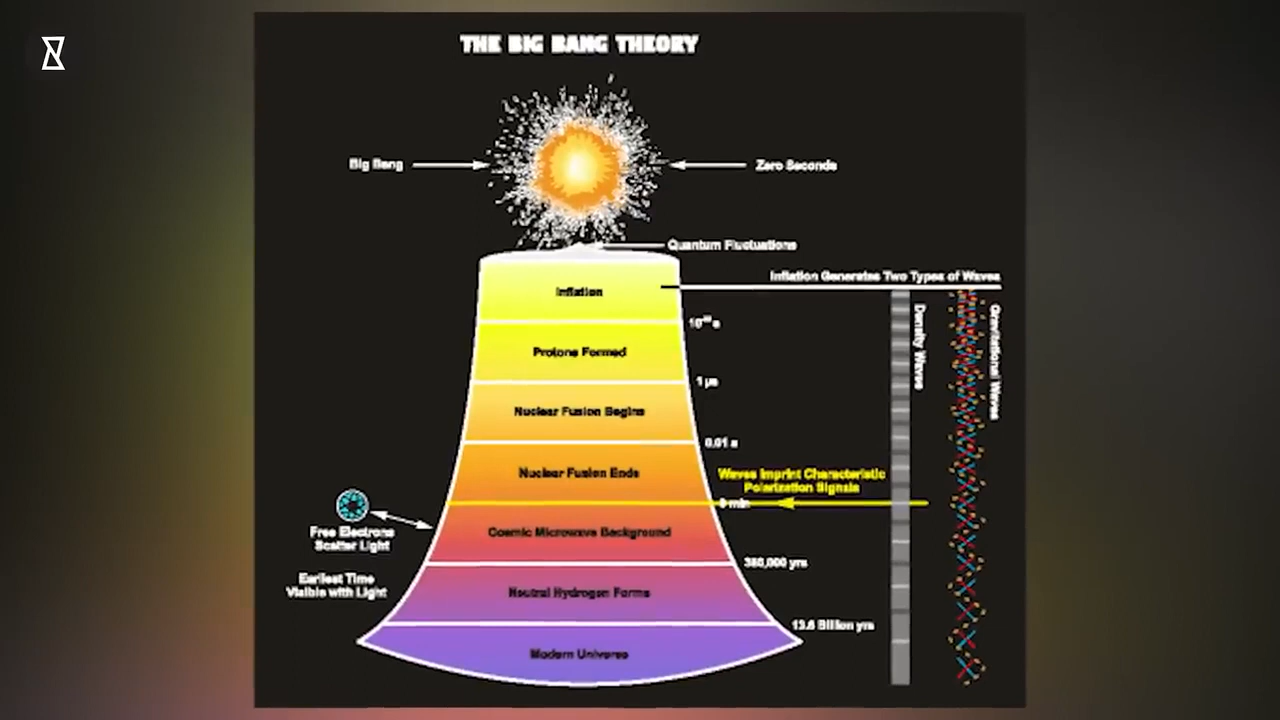 THE BIG BANG THEORY
Big Bang
Zero Seconds
Quantum Fluctuations
Inflation Generates Two Types of Waves
Inflation
Density Waves
Gravitational Waves
Protons Formed
1 µs
Nuclear Fusion Begins
0.01 s
Nuclear Fusion Ends
Waves Imprint Characteristic
Polarization Signals
min
Free Electrons
Scatter Light
Cosmic Microwave Background
380,000 yrs
Earliest Time
Visible with Light
Neutral Hydrogen Forms
13.8 Billion yrs
Modern Universe